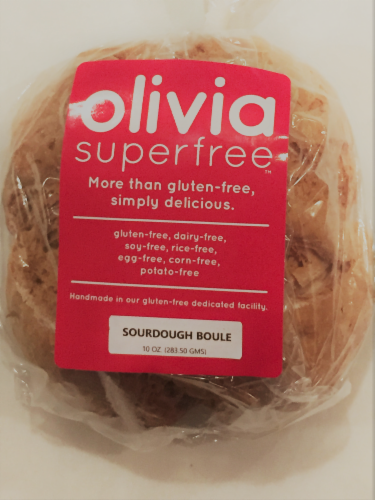 olivia
superfree™
More than gluten-free,
simply delicious.
gluten-free, dairy-free,
soy-free, rice-free,
egg-free, corn-free,
potato-free
Handmade in our gluten-free dedicated facility.
SOURDOUGH BOULE
10 OZ. (283.50 GMS)